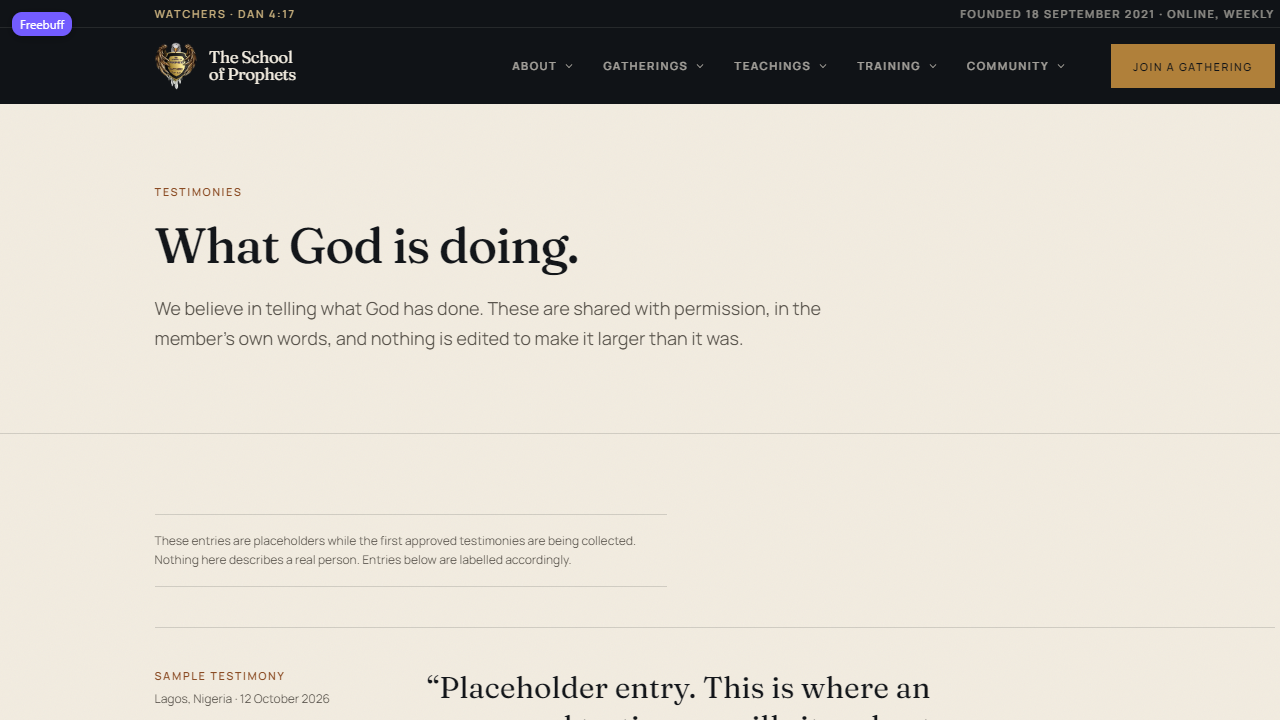 WATCHERS · DAN 4:17
FOUNDED 18 SEPTEMBER 2021 · ONLINE, WEEKLY
Freebuff
The School
of Prophets
ABOUT
GATHERINGS
TEACHINGS
TRAINING
COMMUNITY
JOIN A GATHERING
TESTIMONIES
What God is doing.
We believe in telling what God has done. These are shared with permission, in the
member’s own words, and nothing is edited to make it larger than it was.
These entries are placeholders while the first approved testimonies are being collected.
Nothing here describes a real person. Entries below are labelled accordingly.
SAMPLE TESTIMONY
Lagos, Nigeria · 12 October 2026
“Placeholder entry. This is where an